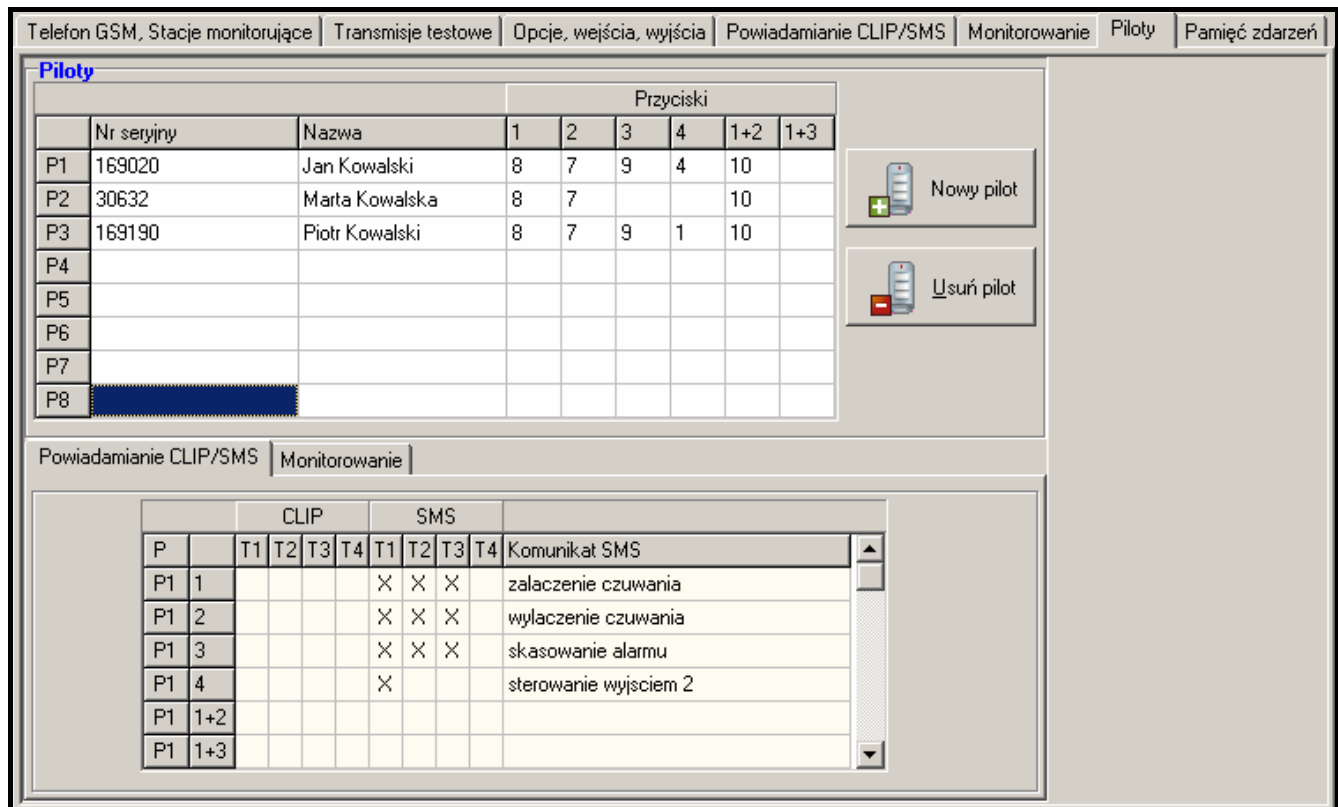 Telefon GSM, Stacje monitorujące Transmisje testowe Opcje, wejścia, wyjścia Powiadamianie CLIP/SMS Monitorowanie Piloty Pamięć zdarzeń
Piloty
Przyciski
Nr seryjny Nazwa 1 2 3 4 1+2 1+3
P1 169020 Jan Kowalski 8 7 9 4 10
P2 30632 Marta Kowalska 8 7 10
P3 169190 Piotr Kowalski 8 7 9 1 10
P4
P5
P6
P7
P8
Nowy pilot
Usuń pilot
Powiadamianie CLIP/SMS Monitorowanie
CLIP SMS
P T1 T2 T3 T4 T1 T2 T3 T4 Komunikat SMS
P1 1 X X X zalaczenie czuwania
P1 2 X X X wylaczenie czuwania
P1 3 X X X skasowanie alarmu
P1 4 X sterowanie wyjsciem 2
P1 1+2
P1 1+3